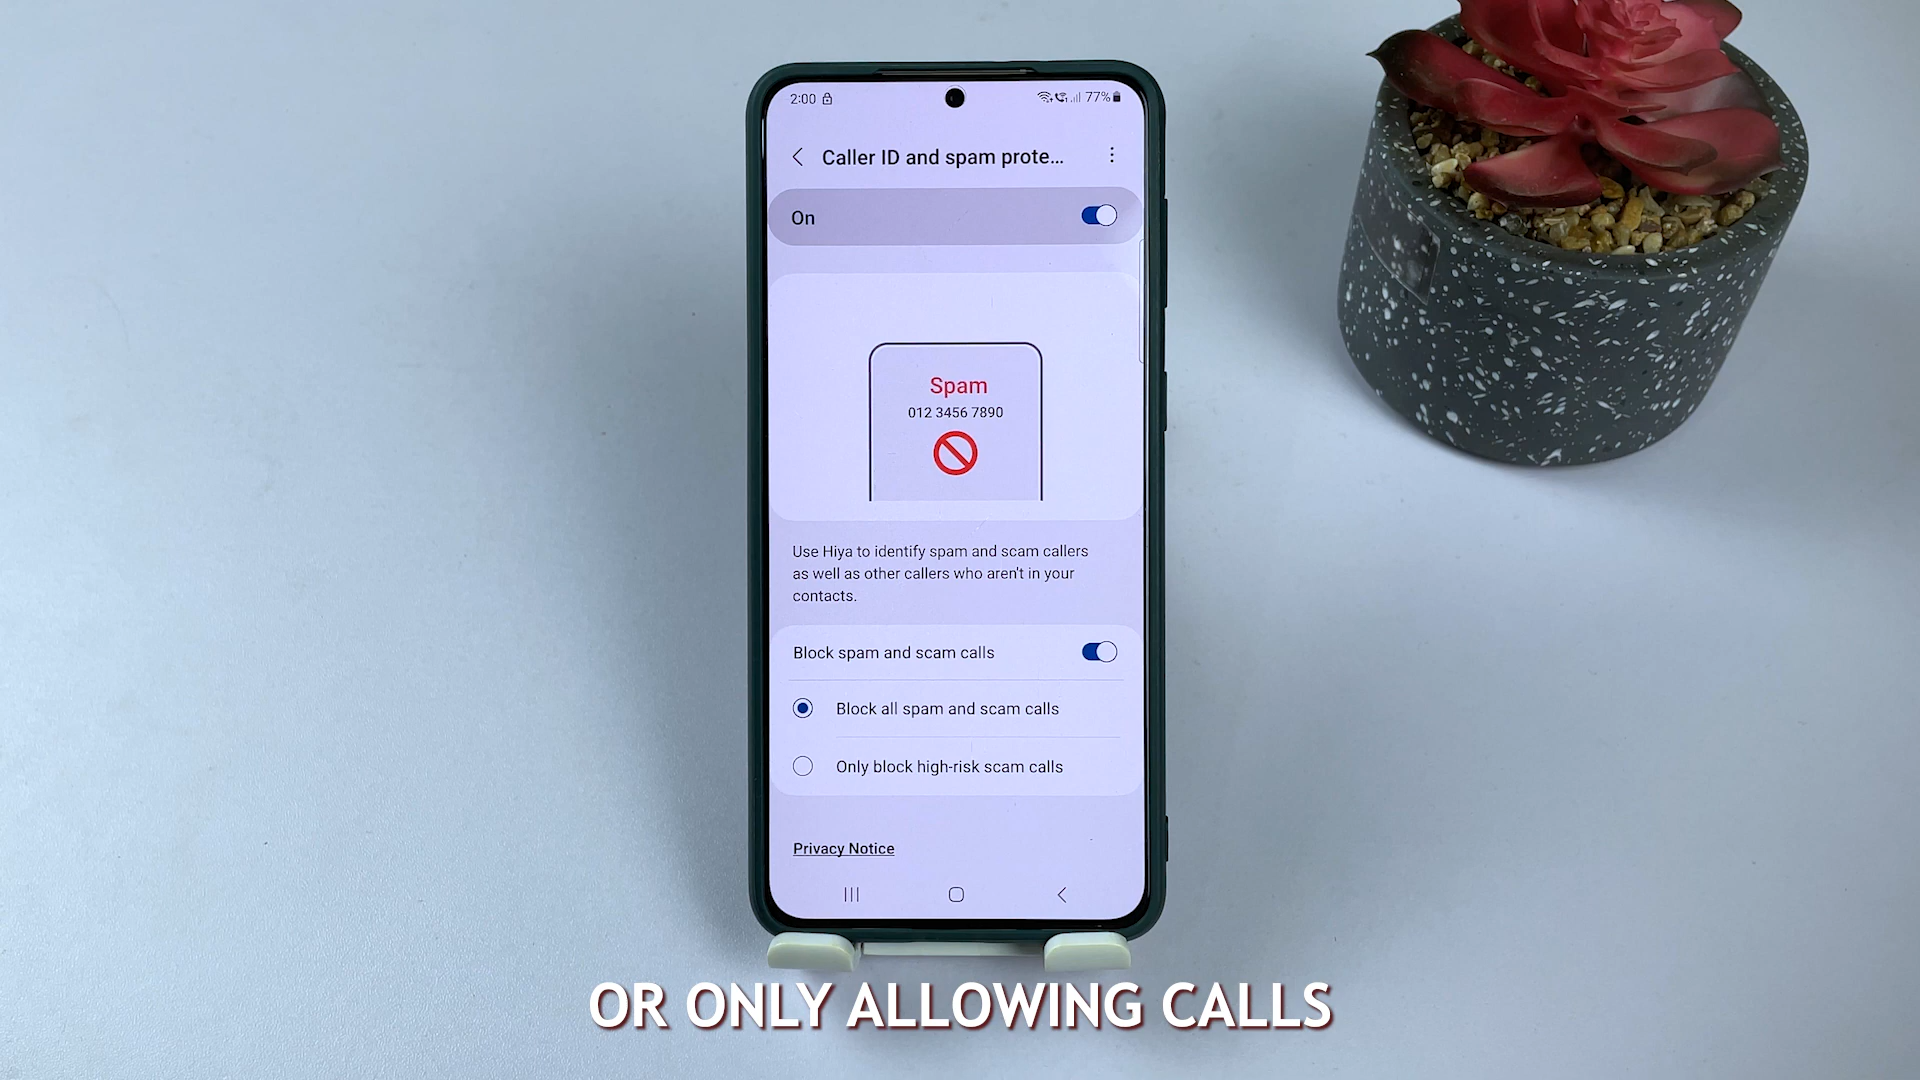 2:00
77%
Caller ID and spam prote...
On
Spam
012 3456 7890
Use Hiya to identify spam and scam callers
as well as other callers who aren't in your
contacts.
Block spam and scam calls
Block all spam and scam calls
Only block high-risk scam calls
Privacy Notice
OR ONLY ALLOWING CALLS